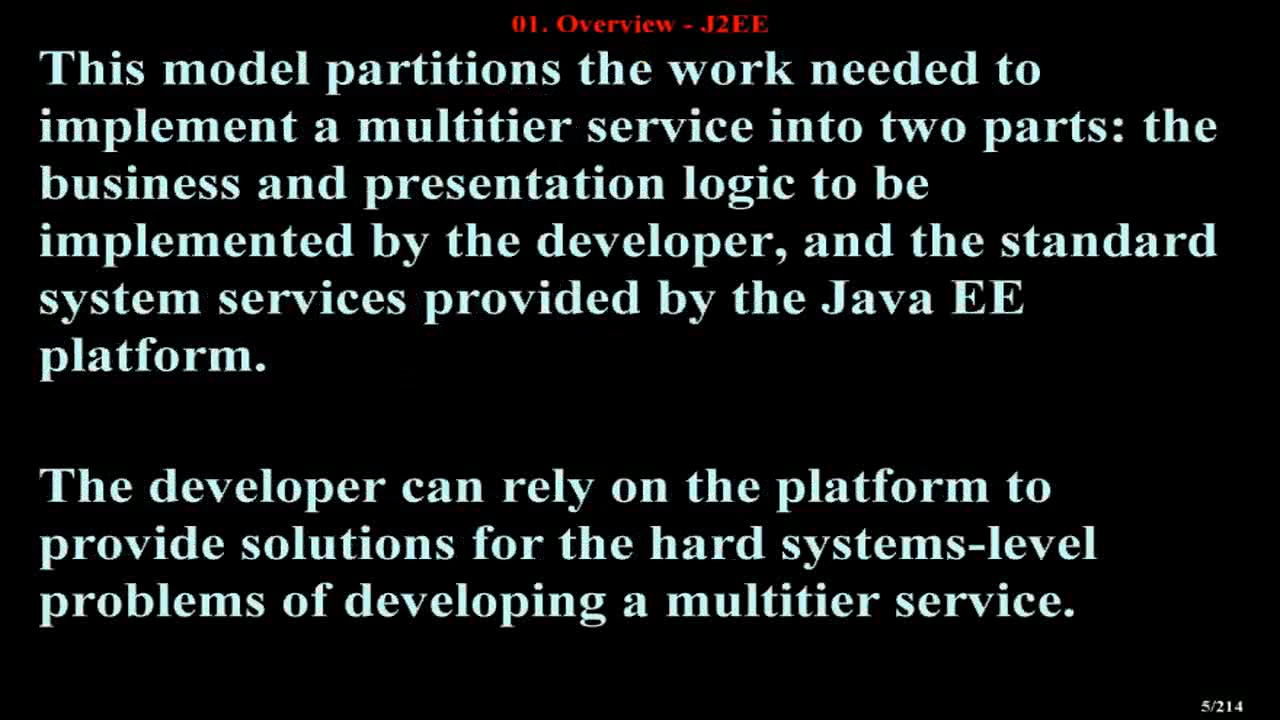 01. Overview - J2EE
This model partitions the work needed to
implement a multitier service into two parts: the
business and presentation logic to be
implemented by the developer, and the standard
system services provided by the Java EE
platform.
The developer can rely on the platform to
provide solutions for the hard systems-level
problems of developing a multitier service.
5/214